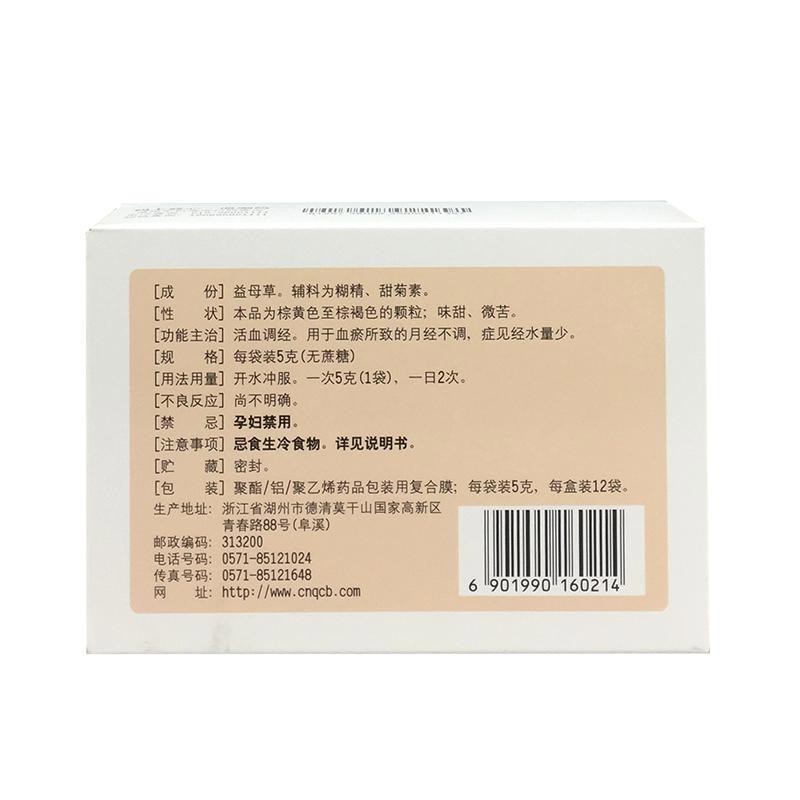 [成 份] 益母草。辅料为糊精、甜菊素。
[性 状] 本品为棕黄色至棕褐色的颗粒；味甜、微苦。
[功能主治] 活血调经。用于血瘀所致的月经不调，症见经水量少。
[规 格] 每袋装5克(无蔗糖)
[用法用量] 开水冲服。一次5克(1袋)，一日2次。
[不良反应] 尚不明确。
[禁 忌] 孕妇禁用。
[注意事项] 忌食生冷食物。详见说明书。
[贮 藏] 密封。
[包 装] 聚酯/铝/聚乙烯药品包装用复合膜；每袋装5克，每盒装12袋。
生产地址: 浙江省湖州市德清莫干山国家高新区
青春路88号(阜溪)
邮政编码: 313200
电话号码: 0571-85121024
传真号码: 0571-85121648
网 址: http://www.cnqcb.com
6 901990 160214